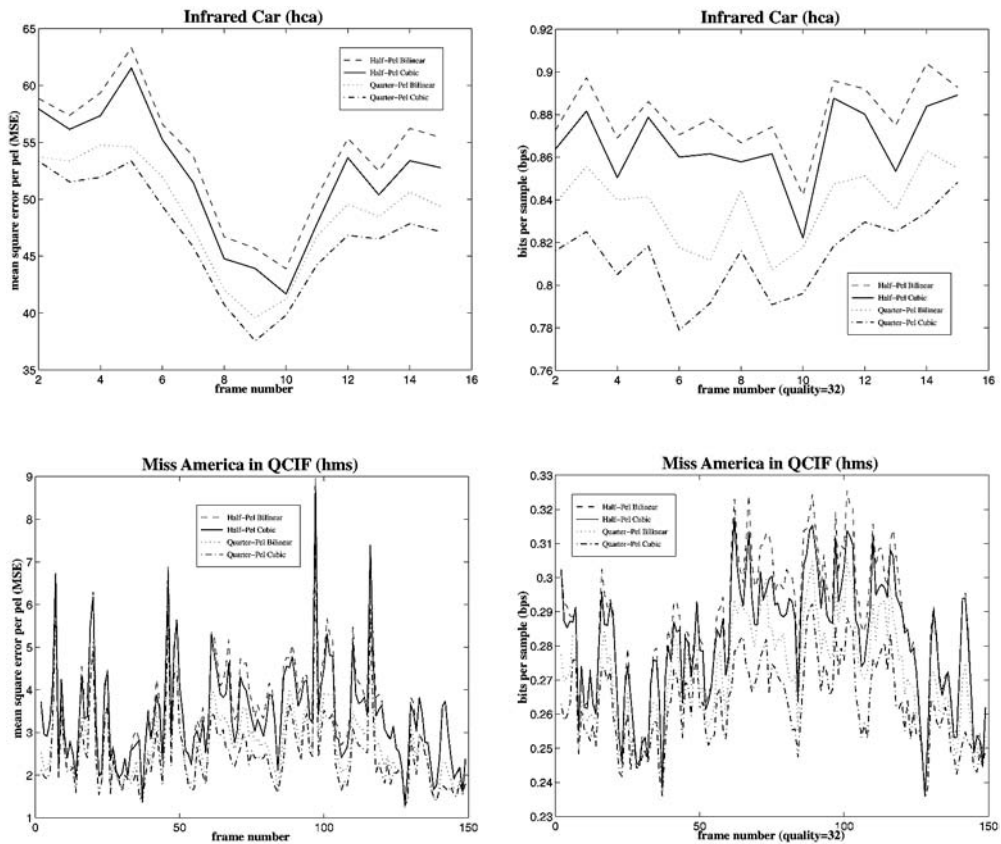 Infrared Car (hca)
mean square error per pel (MSE)
65
60
55
50
45
40
35
2 4 6 8 10 12 14 16
frame number
Half-Pel Bilinear
Half-Pel Cubic
Quarter-Pel Bilinear
Quarter-Pel Cubic
Infrared Car (hca)
bits per sample (bps)
0.92
0.9
0.88
0.86
0.84
0.82
0.8
0.78
0.76
2 4 6 8 10 12 14 16
frame number (quality=32)
Half-Pel Bilinear
Half-Pel Cubic
Quarter-Pel Bilinear
Quarter-Pel Cubic
Miss America in QCIF (hms)
mean square error per pel (MSE)
9
8
7
6
5
4
3
2
1
0 50 100 150
frame number
Half-Pel Bilinear
Half-Pel Cubic
Quarter-Pel Bilinear
Quarter-Pel Cubic
Miss America in QCIF (hms)
bits per sample (bps)
0.33
0.32
0.31
0.3
0.29
0.28
0.27
0.26
0.25
0.24
0.23
0 50 100 150
frame number (quality=32)
Half-Pel Bilinear
Half-Pel Cubic
Quarter-Pel Bilinear
Quarter-Pel Cubic